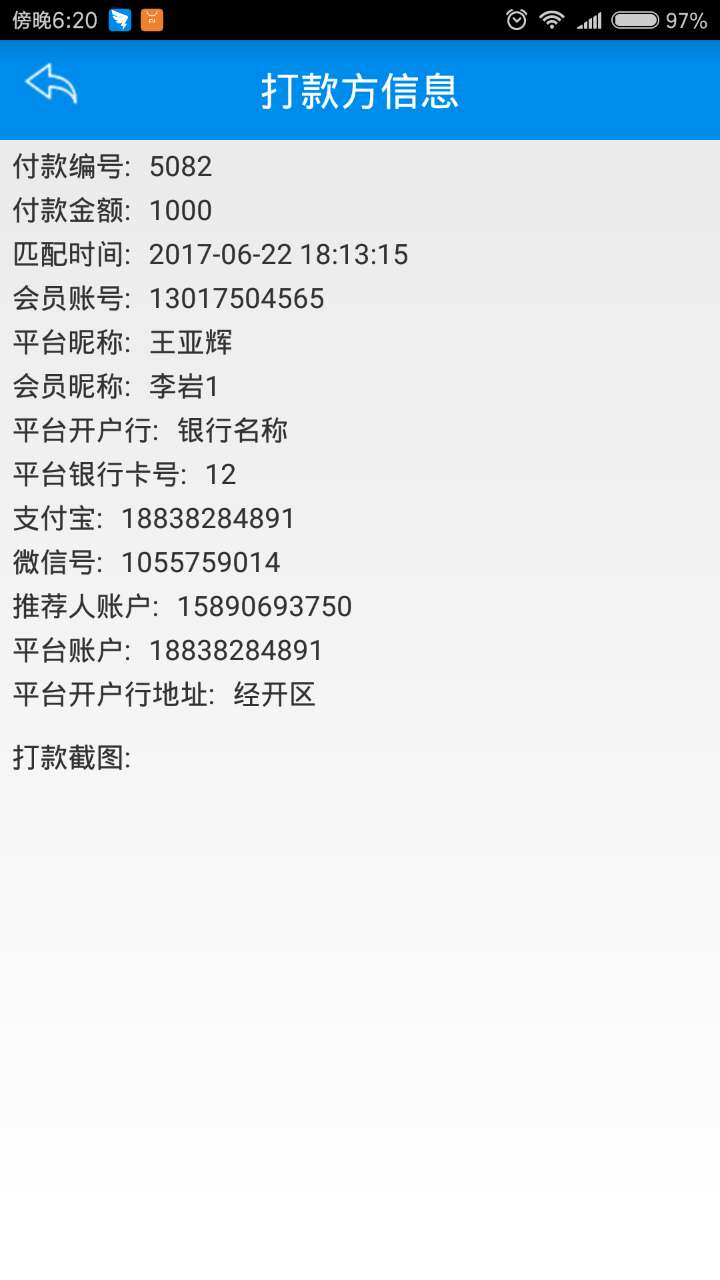 傍晚6:20
97%
打款方信息
付款编号: 5082
付款金额: 1000
匹配时间: 2017-06-22 18:13:15
会员账号: 13017504565
平台昵称: 王亚辉
会员昵称: 李岩1
平台开户行: 银行名称
平台银行卡号: 12
支付宝: 18838284891
微信号: 1055759014
推荐人账户: 15890693750
平台账户: 18838284891
平台开户行地址: 经开区
打款截图: